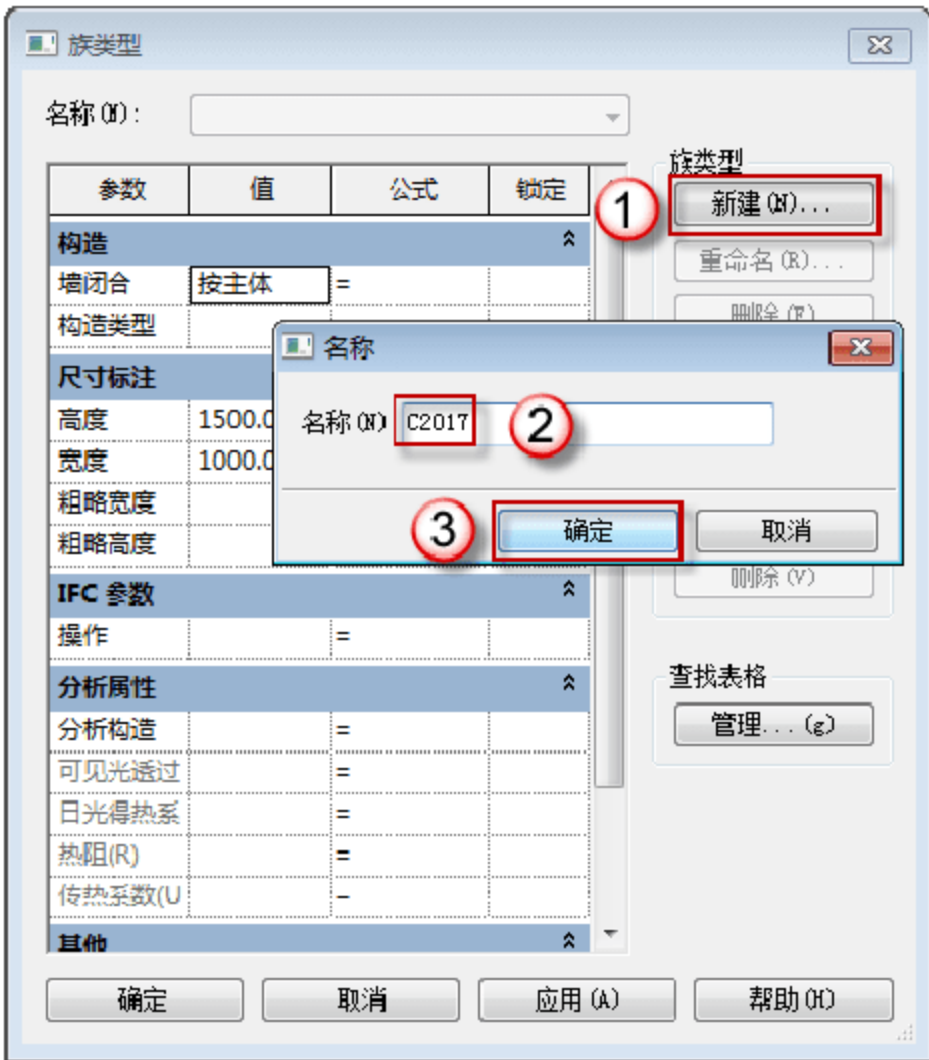 族类型
名称(N):
族类型
参数 值 公式 锁定
1 新建(N)...
构造
重命名(R)...
墙闭合 按主体 =
删除(F)
构造类型
名称
尺寸标注
高度 1500.0
名称(N) C2017 2
宽度 1000.0
粗略宽度
3 确定 取消
粗略高度
删除(V)
IFC 参数
操作 =
分析属性
查找表格
分析构造 =
管理...(g)
可见光透过 =
日光得热系 =
热阻(R) =
传热系数(U =
其他
确定 取消 应用(A) 帮助(H)